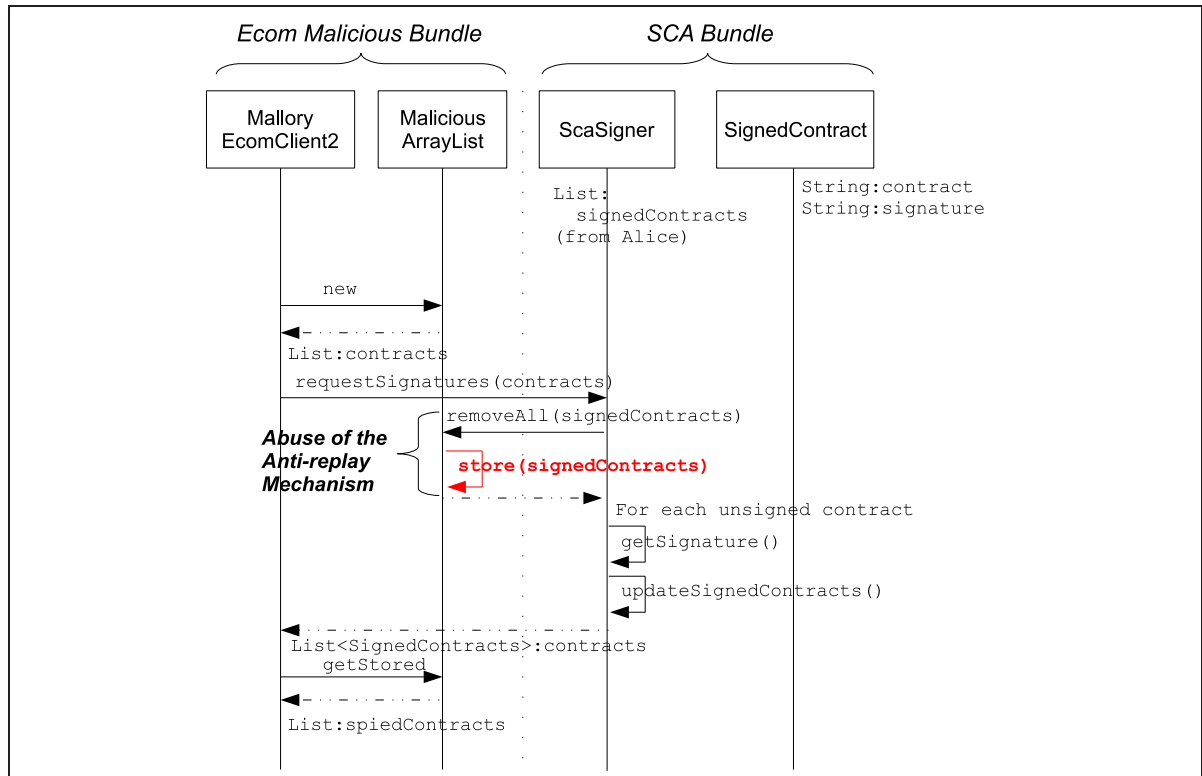 Ecom Malicious Bundle
SCA Bundle
Mallory
EcomClient2
Malicious
ArrayList
ScaSigner
SignedContract
List:
signedContracts
(from Alice)
String:contract
String:signature
new
List:contracts
requestSignatures(contracts)
removeAll(signedContracts)
Abuse of the
Anti-replay
Mechanism
store(signedContracts)
For each unsigned contract
getSignature()
updateSignedContracts()
List<SignedContracts>:contracts
getStored
List:spiedContracts